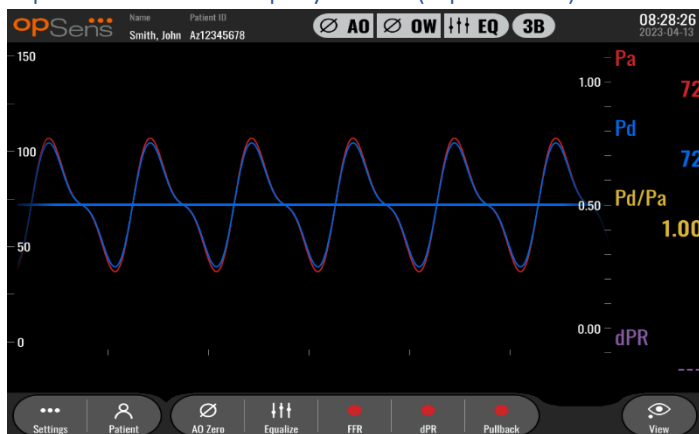 opSens
Name Patient ID
Smith, John Az12345678
AO OW EQ 3B
08:28:26
2023-04-13
150
100
50
0
1.00
0.50
0.00
Pa
72
Pd
72
Pd/Pa
1.00
dPR
---
Settings Patient AO Zero Equalize FFR dPR Pullback View